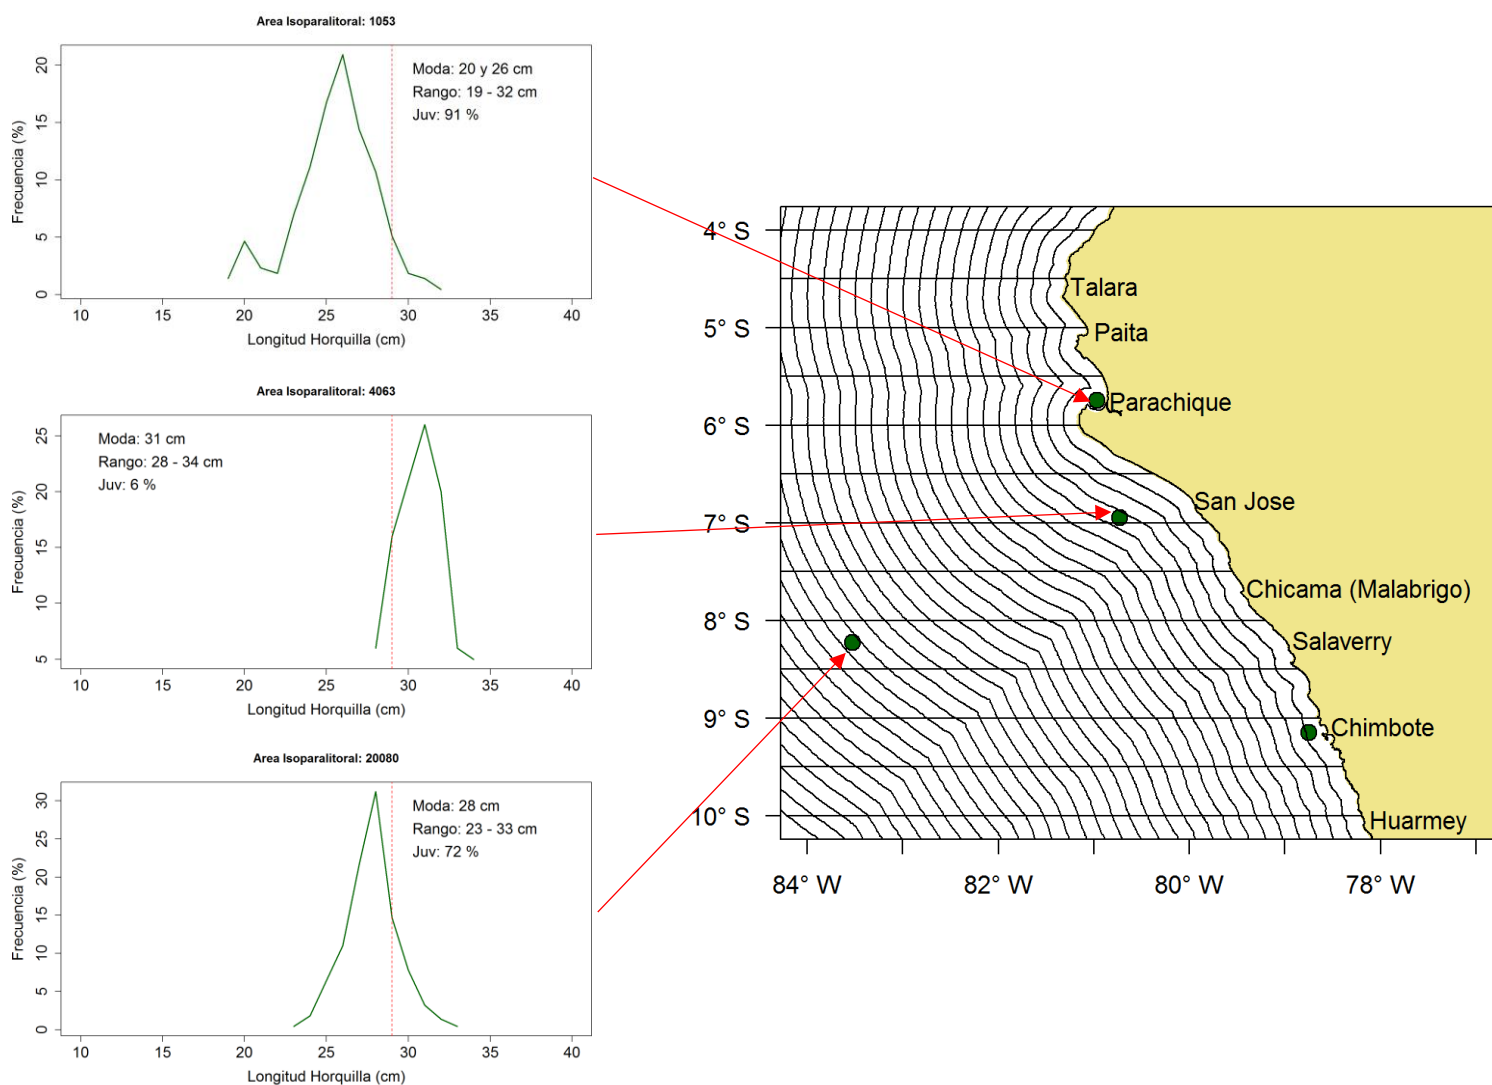 Area Isoparalitoral: 1053
Moda: 20 y 26 cm
Rango: 19 - 32 cm
Juv: 91 %
Frecuencia (%)
0
5
10
15
20
10
15
20
25
30
35
40
Longitud Horquilla (cm)
Area Isoparalitoral: 4063
Moda: 31 cm
Rango: 28 - 34 cm
Juv: 6 %
Frecuencia (%)
5
10
15
20
25
10
15
20
25
30
35
40
Longitud Horquilla (cm)
Area Isoparalitoral: 20080
Moda: 28 cm
Rango: 23 - 33 cm
Juv: 72 %
Frecuencia (%)
0
5
10
15
20
25
30
10
15
20
25
30
35
40
Longitud Horquilla (cm)
4° S
5° S
6° S
7° S
8° S
9° S
10° S
Talara
Paita
Parachique
San Jose
Chicama (Malabrigo)
Salaverry
Chimbote
Huarmey
84° W
82° W
80° W
78° W